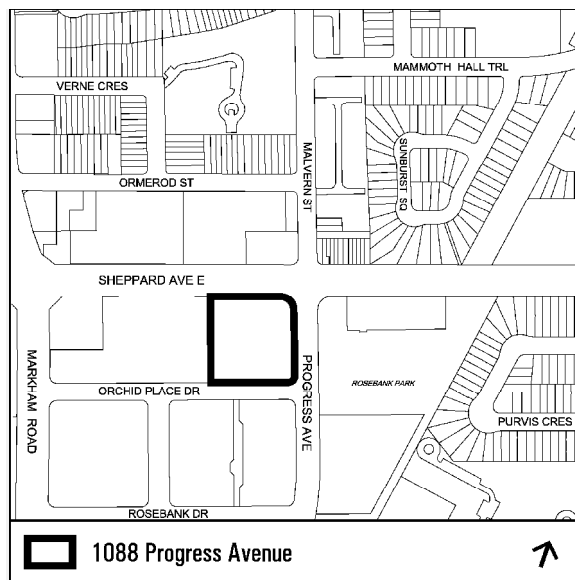 MAMMOTH HALL TRL
VERNE CRES
MALVERN ST
SUNBURST SQ
ORMEROD ST
SHEPPARD AVE E
MARKHAM ROAD
PROGRESS AVE
ROSEBANK PARK
ORCHID PLACE DR
PURVIS CRES
ROSEBANK DR
1088 Progress Avenue